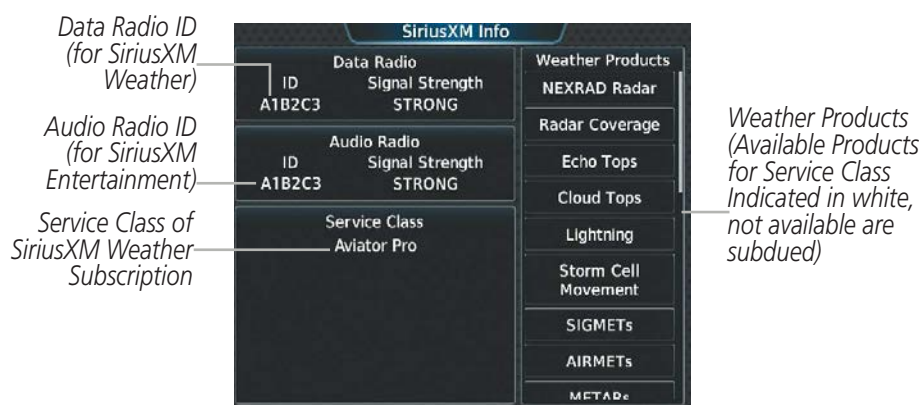 Data Radio ID
(for SiriusXM
Weather)
Audio Radio ID
(for SiriusXM
Entertainment)
Service Class of
SiriusXM Weather
Subscription
SiriusXM Info
Data Radio
ID Signal Strength
A1B2C3 STRONG
Audio Radio
ID Signal Strength
A1B2C3 STRONG
Service Class
Aviator Pro
Weather Products
NEXRAD Radar
Radar Coverage
Echo Tops
Cloud Tops
Lightning
Storm Cell
Movement
SIGMETs
AIRMETs
METARs
Weather Products
(Available Products
for Service Class
Indicated in white,
not available are
subdued)